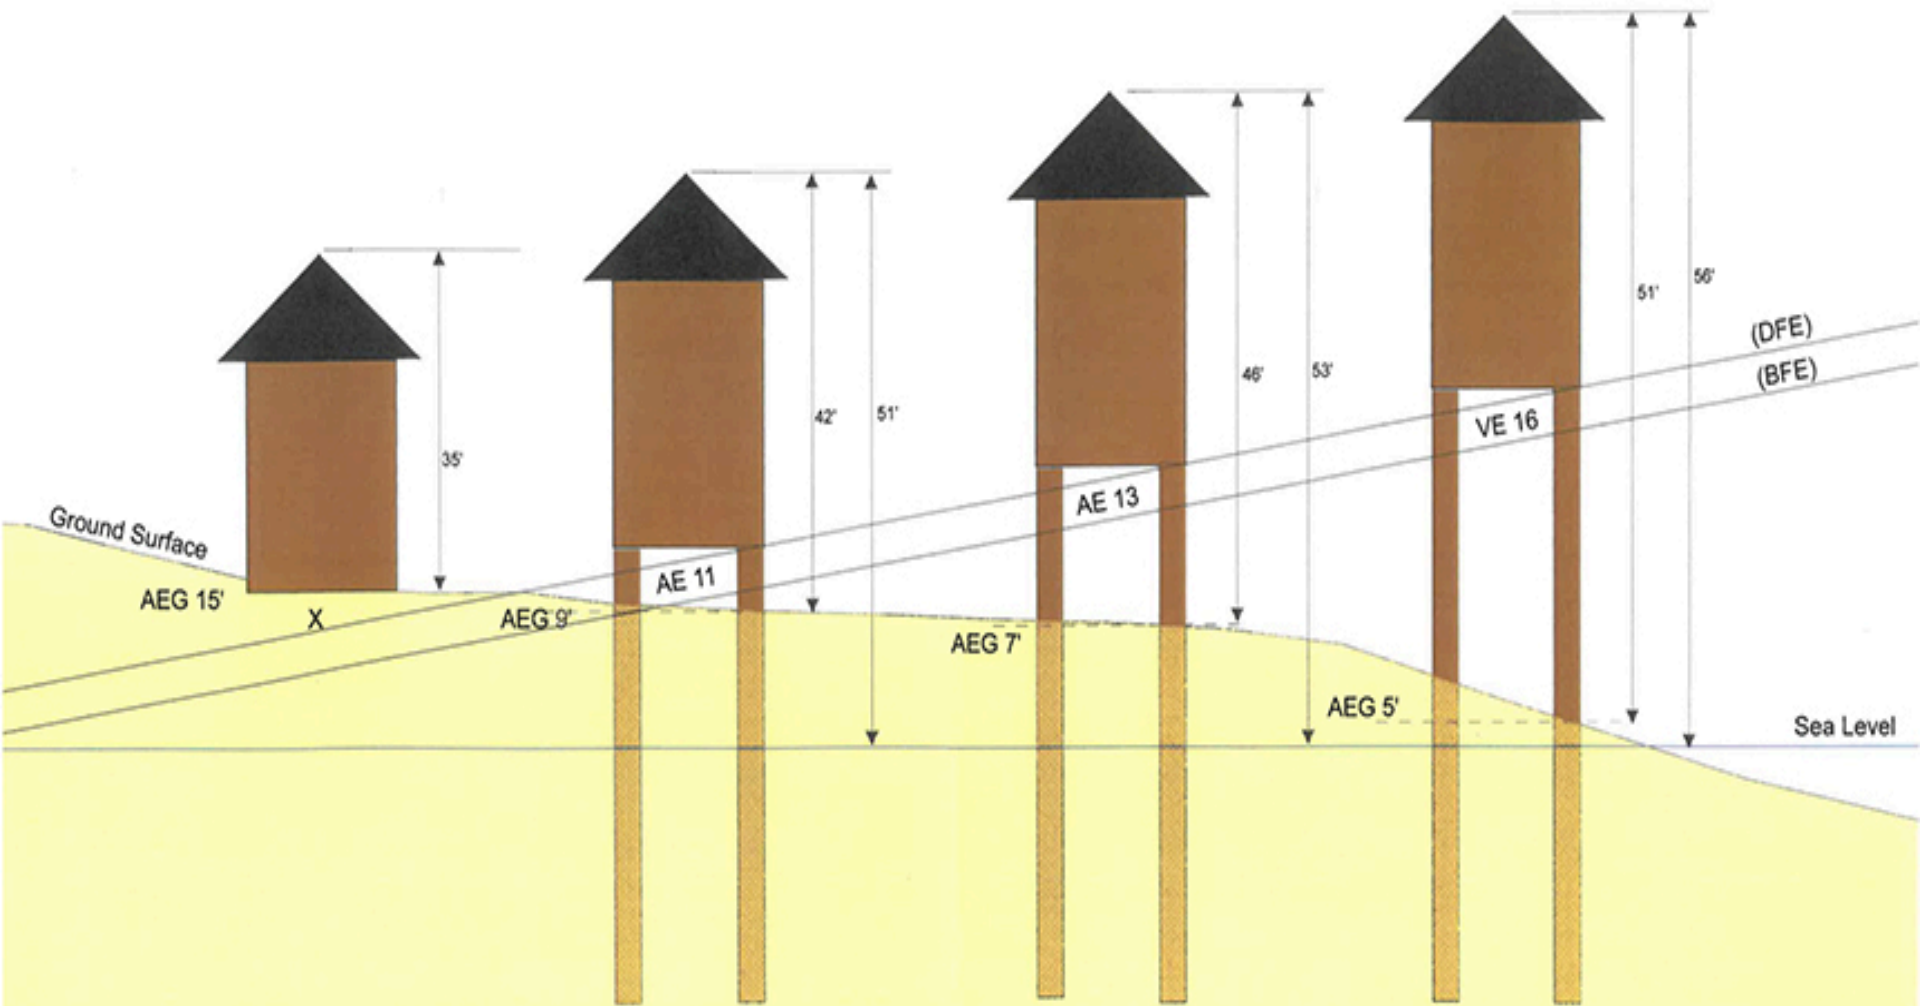 56'
51'
(DFE)
46'
53'
(BFE)
42'
51'
VE 16
35'
AE 13
Ground Surface
AE 11
AEG 15'
X
AEG 9'
AEG 7'
AEG 5'
Sea Level